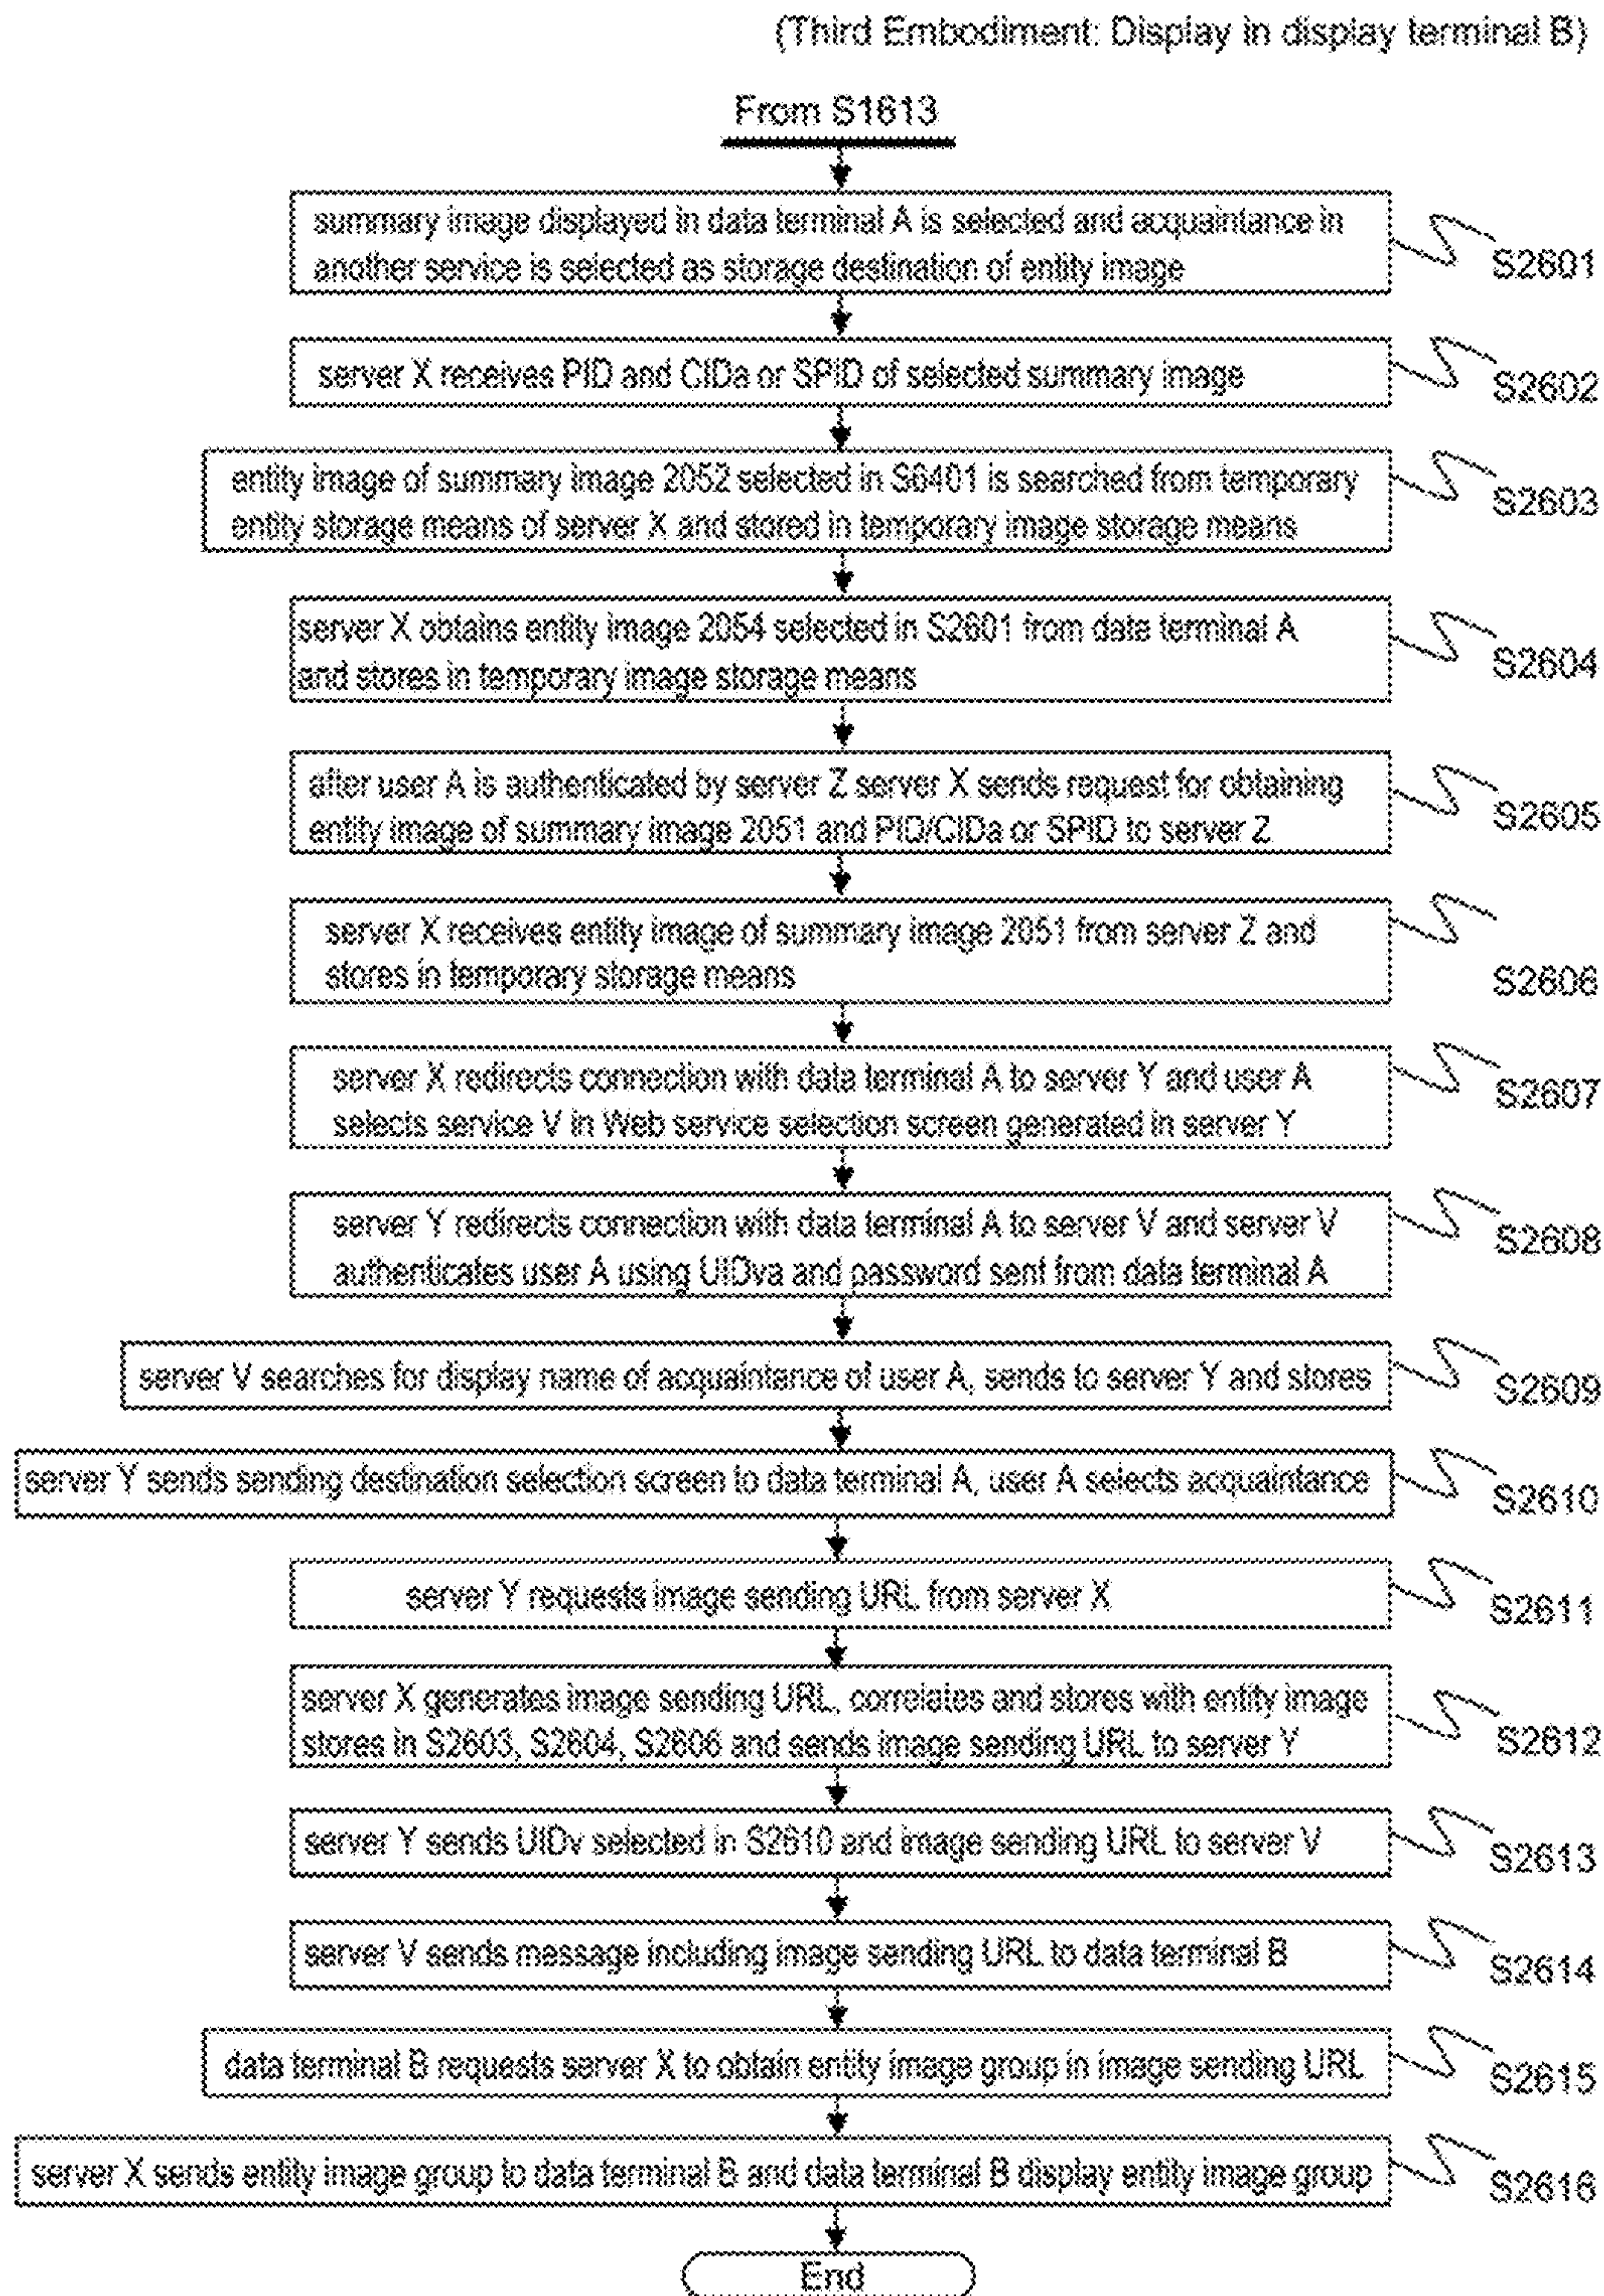 (Third Embodiment: Display in display terminal B)
From S1613
summary image displayed in data terminal A is selected and acquaintance in
another service is selected as storage destination of entity image
S2601
server X receives PID and CIDa or SPID of selected summary image
S2602
entity image of summary image 2052 selected in S6401 is searched from temporary
entity storage means of server X and stored in temporary image storage means
S2603
server X obtains entity image 2054 selected in S2601 from date terminal A
and stores in temporary image storage means
S2604
after user A is authenticated by server Z server X sends request for obtaining
entity image of summary image 2051 and PID/CIDa or SPID to server Z
S2605
server X receives entity image of summary image 2051 from server Z and
stores in temporary storage means
S2606
server X redirects connection with data terminal A to server Y and user A
selects service V in Web service selection screen generated in server Y
S2607
server Y redirects connection with data terminal A to server V and server V
authenticates user A using UIDva and password sent from data terminal A
S2608
server V searches for display name of acquaintance of user A, sends to server Y and stores
S2609
server Y sends sending destination selection screen to data terminal A, user A selects acquaintance
S2610
server Y requests image sending URL from server X
S2611
server X generates image sending URL, correlates and stores with entity image
stores in S2603, S2604, S2606 and sends image sending URL to server Y
S2612
server Y sends UIDv selected in S2610 and image sending URL to server V
S2613
server V sends message including image sending URL to data terminal B
S2614
data terminal B requests server X to obtain entity image group in image sending URL
S2615
server X sends entity image group to data terminal B and data terminal B display entity image group
S2616
End